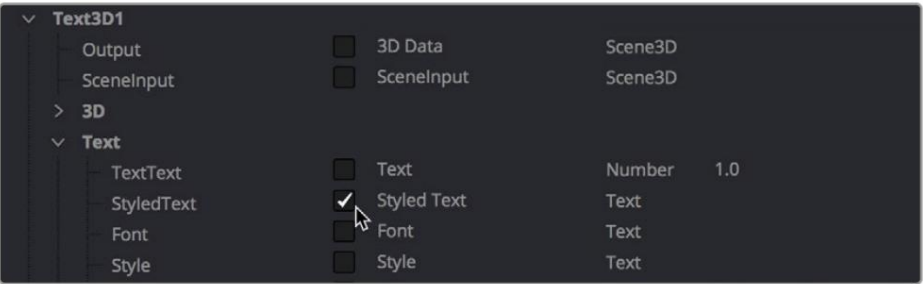 Text3D1
Output 3D Data Scene3D
SceneInput SceneInput Scene3D
3D
Text
TextText Text Number 1.0
StyledText Styled Text Text
Font Font Text
Style Style Text